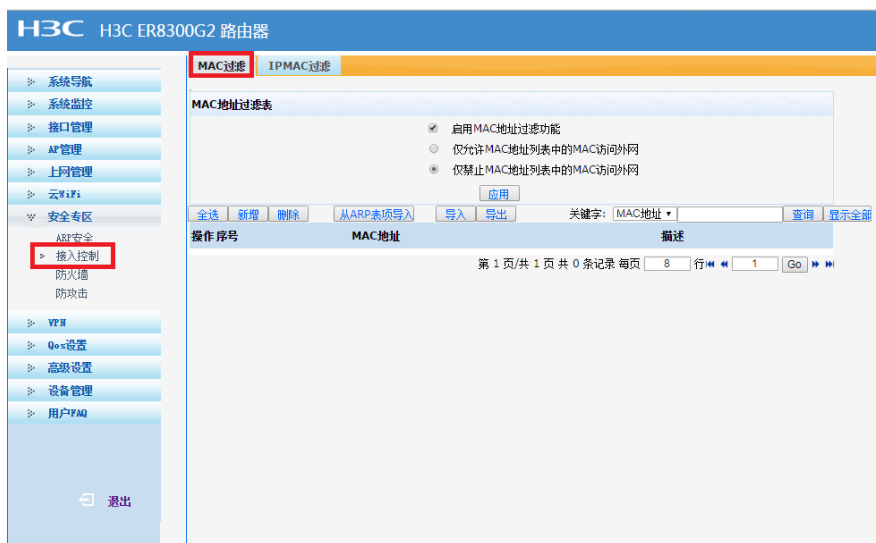 H3C H3C ER8300G2 路由器
MAC过滤 IPMAC过滤
系统导航
系统监控
接口管理
AP管理
上网管理
云WiFi
安全专区
ARP安全
接入控制
防火墙
防攻击
VPN
Qos设置
高级设置
设备管理
用户FAQ
退出
MAC地址过滤表
启用MAC地址过滤功能
仅允许MAC地址列表中的MAC访问外网
仅禁止MAC地址列表中的MAC访问外网
应用
全选 新增 删除 从ARP表项导入 导入 导出 关键字: MAC地址 查询 显示全部
操作 序号 MAC地址 描述
第 1 页/共 1 页 共 0 条记录 每页 8 行 1 Go